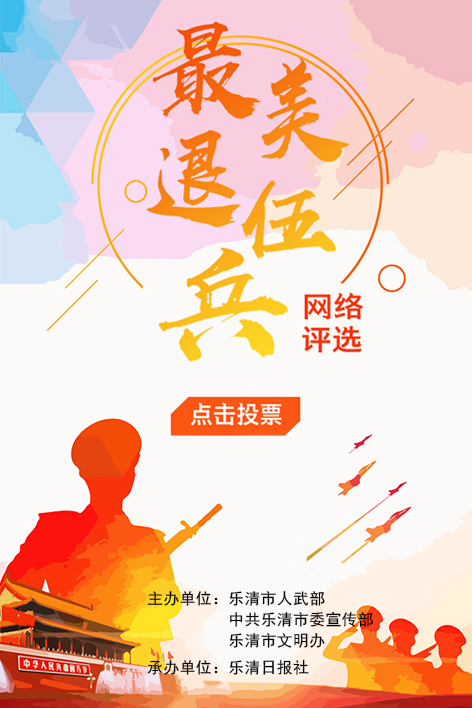 最美
退伍
兵
网络
评选
点击投票
主办单位：乐清市人武部
中共乐清市委宣传部
乐清市文明办
承办单位：乐清日报社
中华人民共和国万岁